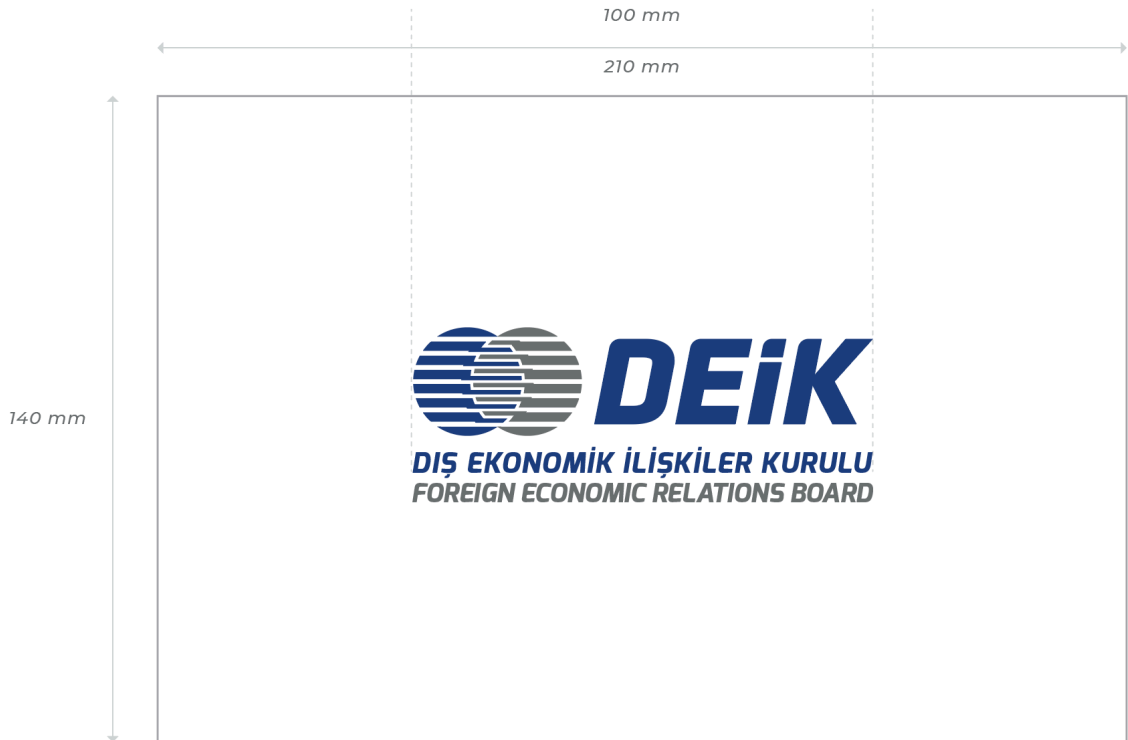 100 mm
210 mm
140 mm
DEİK
DIŞ EKONOMİK İLİŞKİLER KURULU
FOREIGN ECONOMIC RELATIONS BOARD